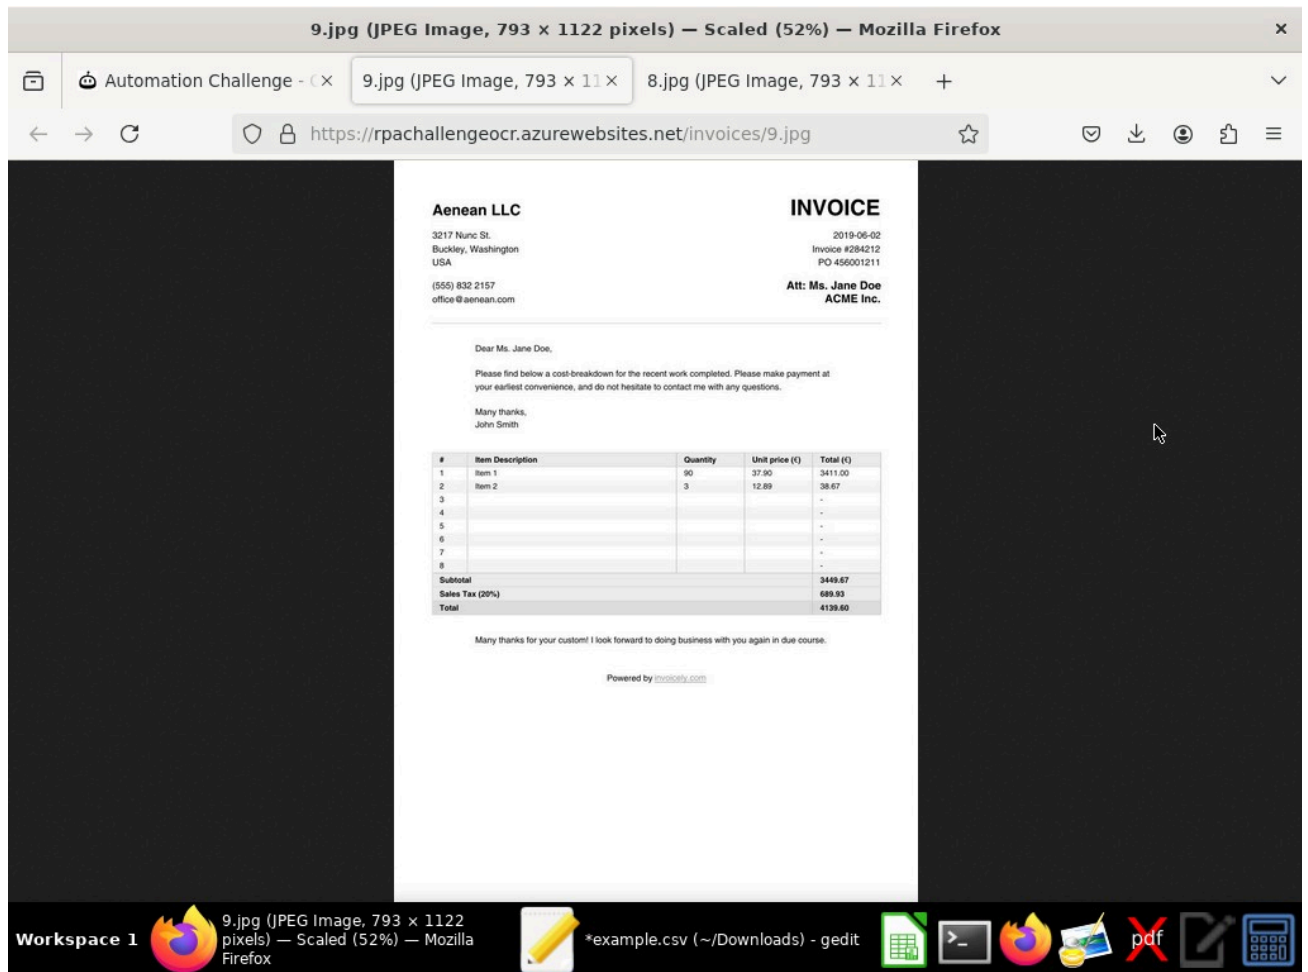 9.jpg (JPEG Image, 793 × 1122 pixels) — Scaled (52%) — Mozilla Firefox
Automation Challenge -
9.jpg (JPEG Image, 793 × 11
8.jpg (JPEG Image, 793 × 11
https://rpachallengeocr.azurewebsites.net/invoices/9.jpg
Aenean LLC
INVOICE
3217 Nunc St.
2019-06-02
Buckley, Washington
Invoice #284212
USA
PO 456001211
(555) 832 2157
Att: Ms. Jane Doe
office@aenean.com
ACME Inc.
Dear Ms. Jane Doe,
Please find below a cost-breakdown for the recent work completed. Please make payment at
your earliest convenience, and do not hesitate to contact me with any questions.
Many thanks,
John Smith
# Item Description Quantity Unit price (€) Total (€)
1 Item 1 90 37.90 3411.00
2 Item 2 3 12.89 38.67
3 -
4 -
5 -
6 -
7 -
8 -
Subtotal 3449.67
Sales Tax (20%) 689.93
Total 4139.60
Many thanks for your custom! I look forward to doing business with you again in due course.
Powered by invoicely.com
Workspace 1
9.jpg (JPEG Image, 793 × 1122
pixels) — Scaled (52%) — Mozilla
Firefox
*example.csv (~/Downloads) - gedit
pdf